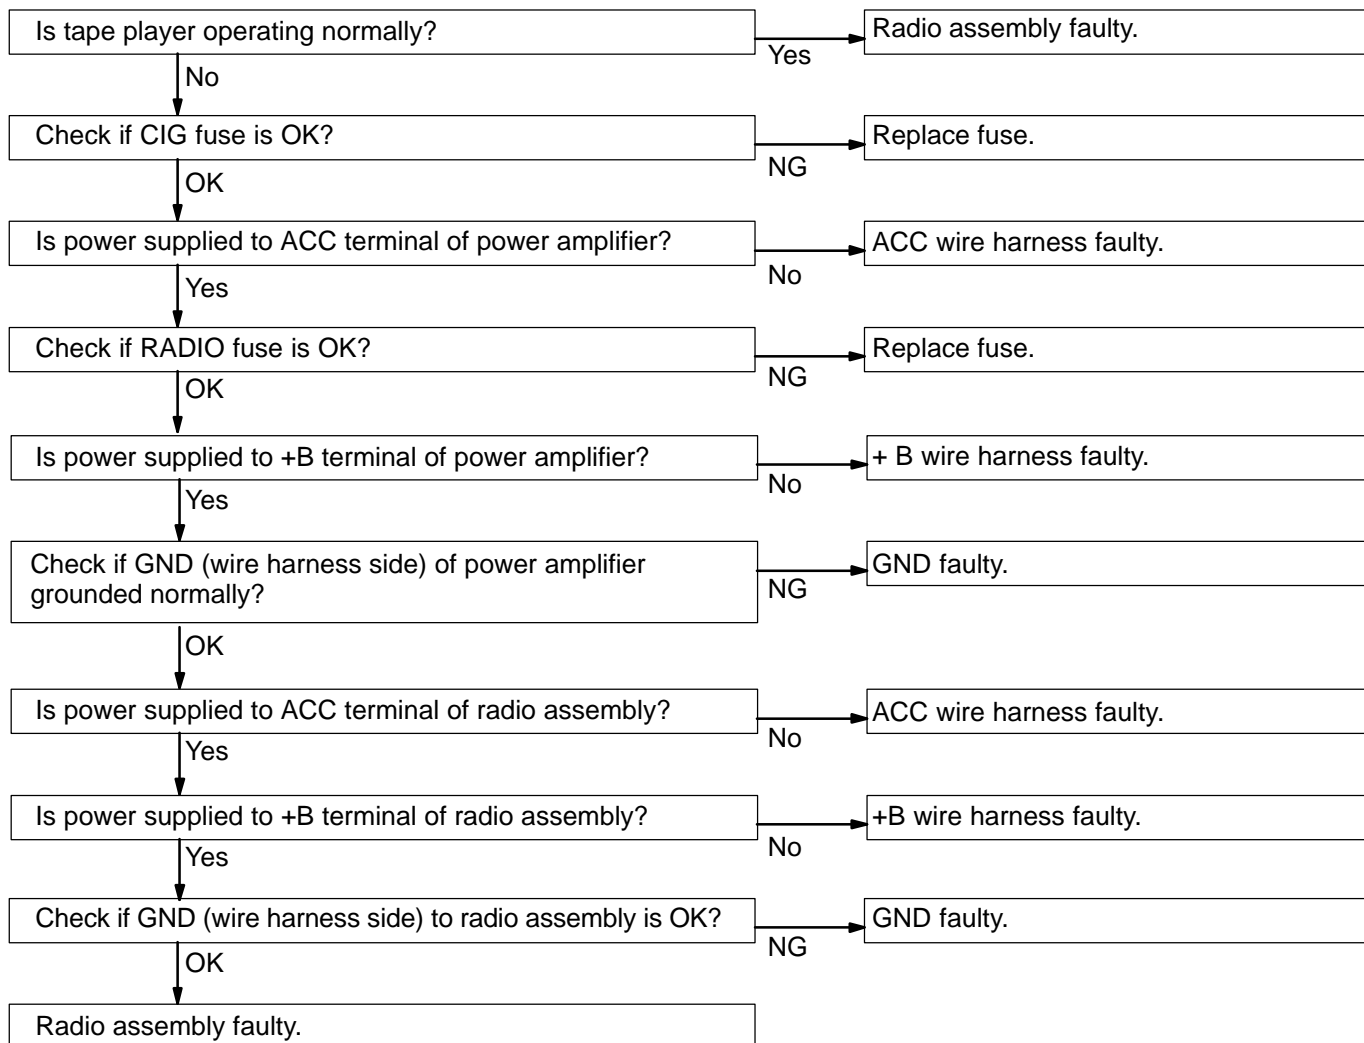 Is tape player operating normally?
Yes
Radio assembly faulty.
No
Check if CIG fuse is OK?
NG
Replace fuse.
OK
Is power supplied to ACC terminal of power amplifier?
No
ACC wire harness faulty.
Yes
Check if RADIO fuse is OK?
NG
Replace fuse.
OK
Is power supplied to +B terminal of power amplifier?
No
+ B wire harness faulty.
Yes
Check if GND (wire harness side) of power amplifier
grounded normally?
NG
GND faulty.
OK
Is power supplied to ACC terminal of radio assembly?
No
ACC wire harness faulty.
Yes
Is power supplied to +B terminal of radio assembly?
No
+B wire harness faulty.
Yes
Check if GND (wire harness side) to radio assembly is OK?
NG
GND faulty.
OK
Radio assembly faulty.